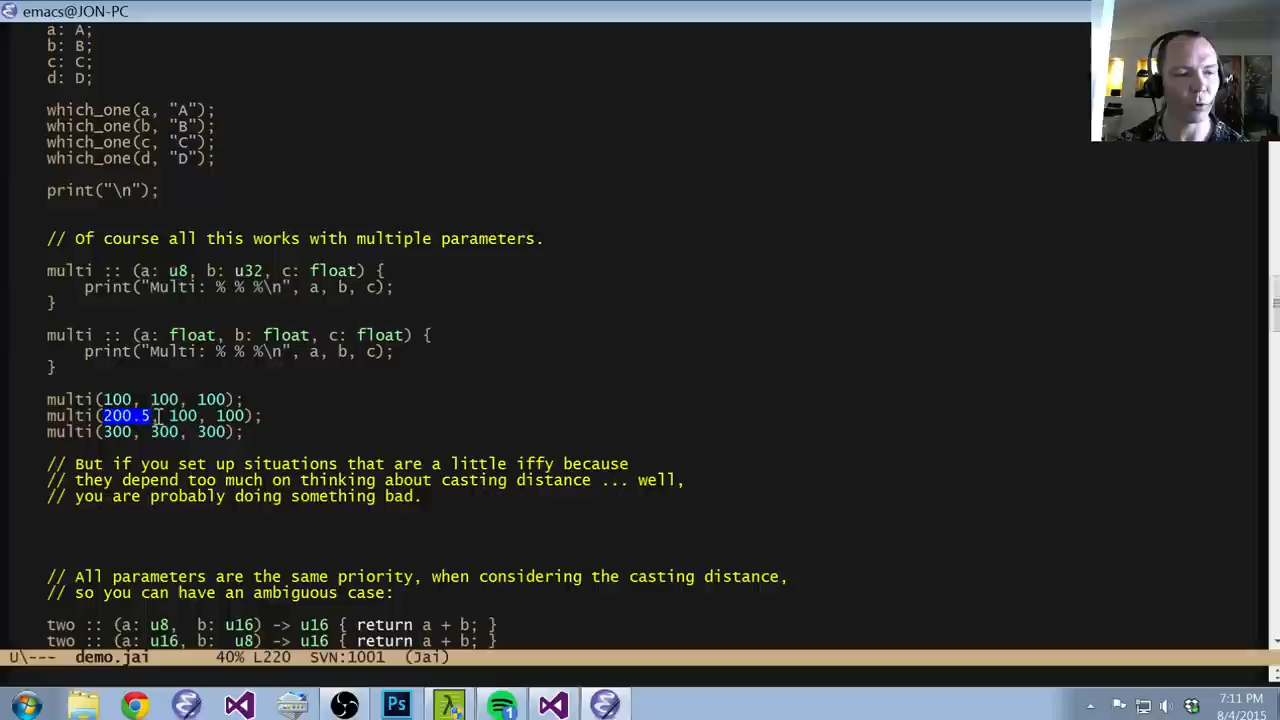 emacs@JON-PC
a: A;
b: B;
c: C;
d: D;
which_one(a, "A");
which_one(b, "B");
which_one(c, "C");
which_one(d, "D");
print("\n");
// Of course all this works with multiple parameters.
multi :: (a: u8, b: u32, c: float) {
print("Multi: % % %\n", a, b, c);
}
multi :: (a: float, b: float, c: float) {
print("Multi: % % %\n", a, b, c);
}
multi(100, 100, 100);
multi(200.5, 100, 100);
multi(300, 300, 300);
// But if you set up situations that are a little iffy because
// they depend too much on thinking about casting distance ... well,
// you are probably doing something bad.
// All parameters are the same priority, when considering the casting distance,
// so you can have an ambiguous case:
two :: (a: u8,  b: u16) -> u16 { return a + b; }
two :: (a: u16, b:  u8) -> u16 { return a + b; }
U\--- demo.jai 40% L220 SVN:1001 (Jai)
Ps
λ
1
7:11 PM
8/4/2015